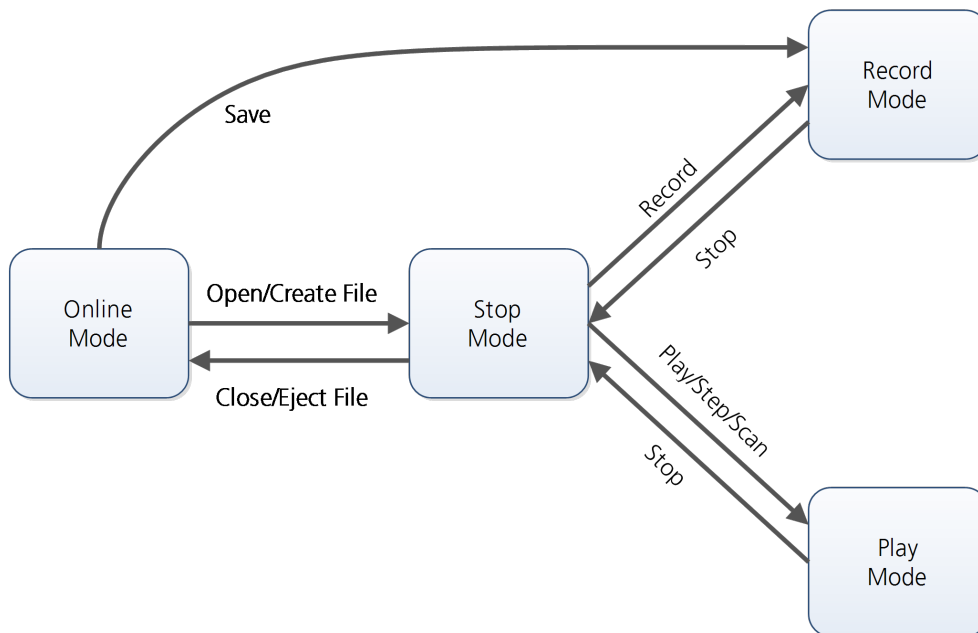 Record
Mode
Save
Record
Stop
Online
Mode
Open/Create File
Stop
Mode
Close/Eject File
Play/Step/Scan
Stop
Play
Mode